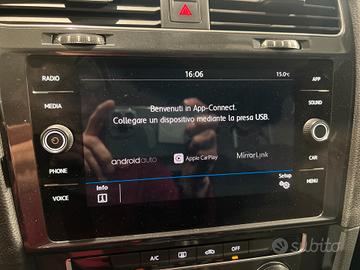 RADIO
MEDIA
PHONE
VOICE
16:06
15.0°C
Benvenuti in App-Connect.
Collegare un dispositivo mediante la presa USB.
androidauto
Apple CarPlay
MirrorLink
Info
Setup
APP
SOUND
CAR
MENU
A/C
OFF
subito